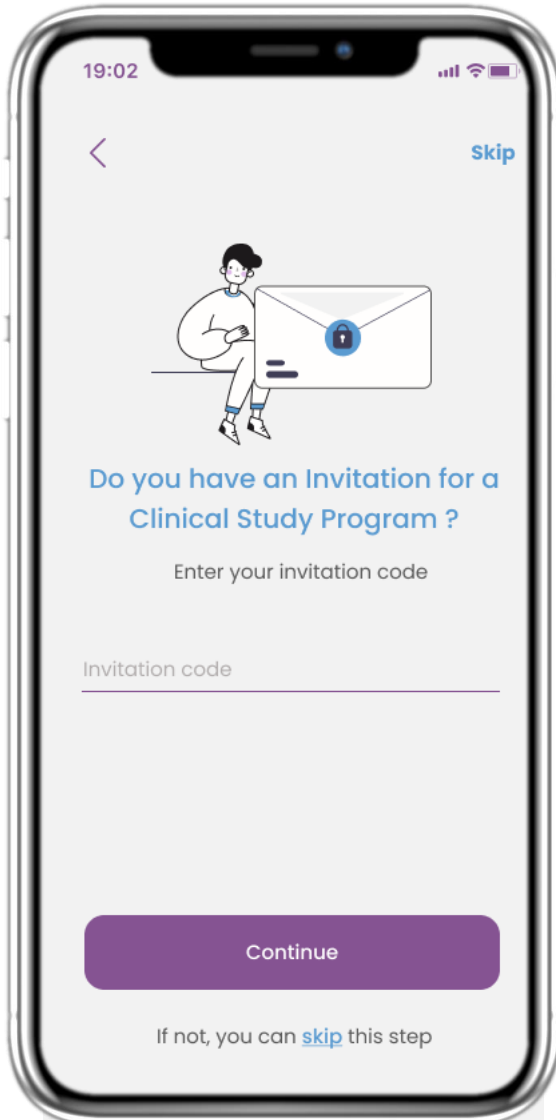 19:02
Skip
Do you have an Invitation for a
Clinical Study Program ?
Enter your invitation code
Invitation code
Continue
If not, you can skip this step